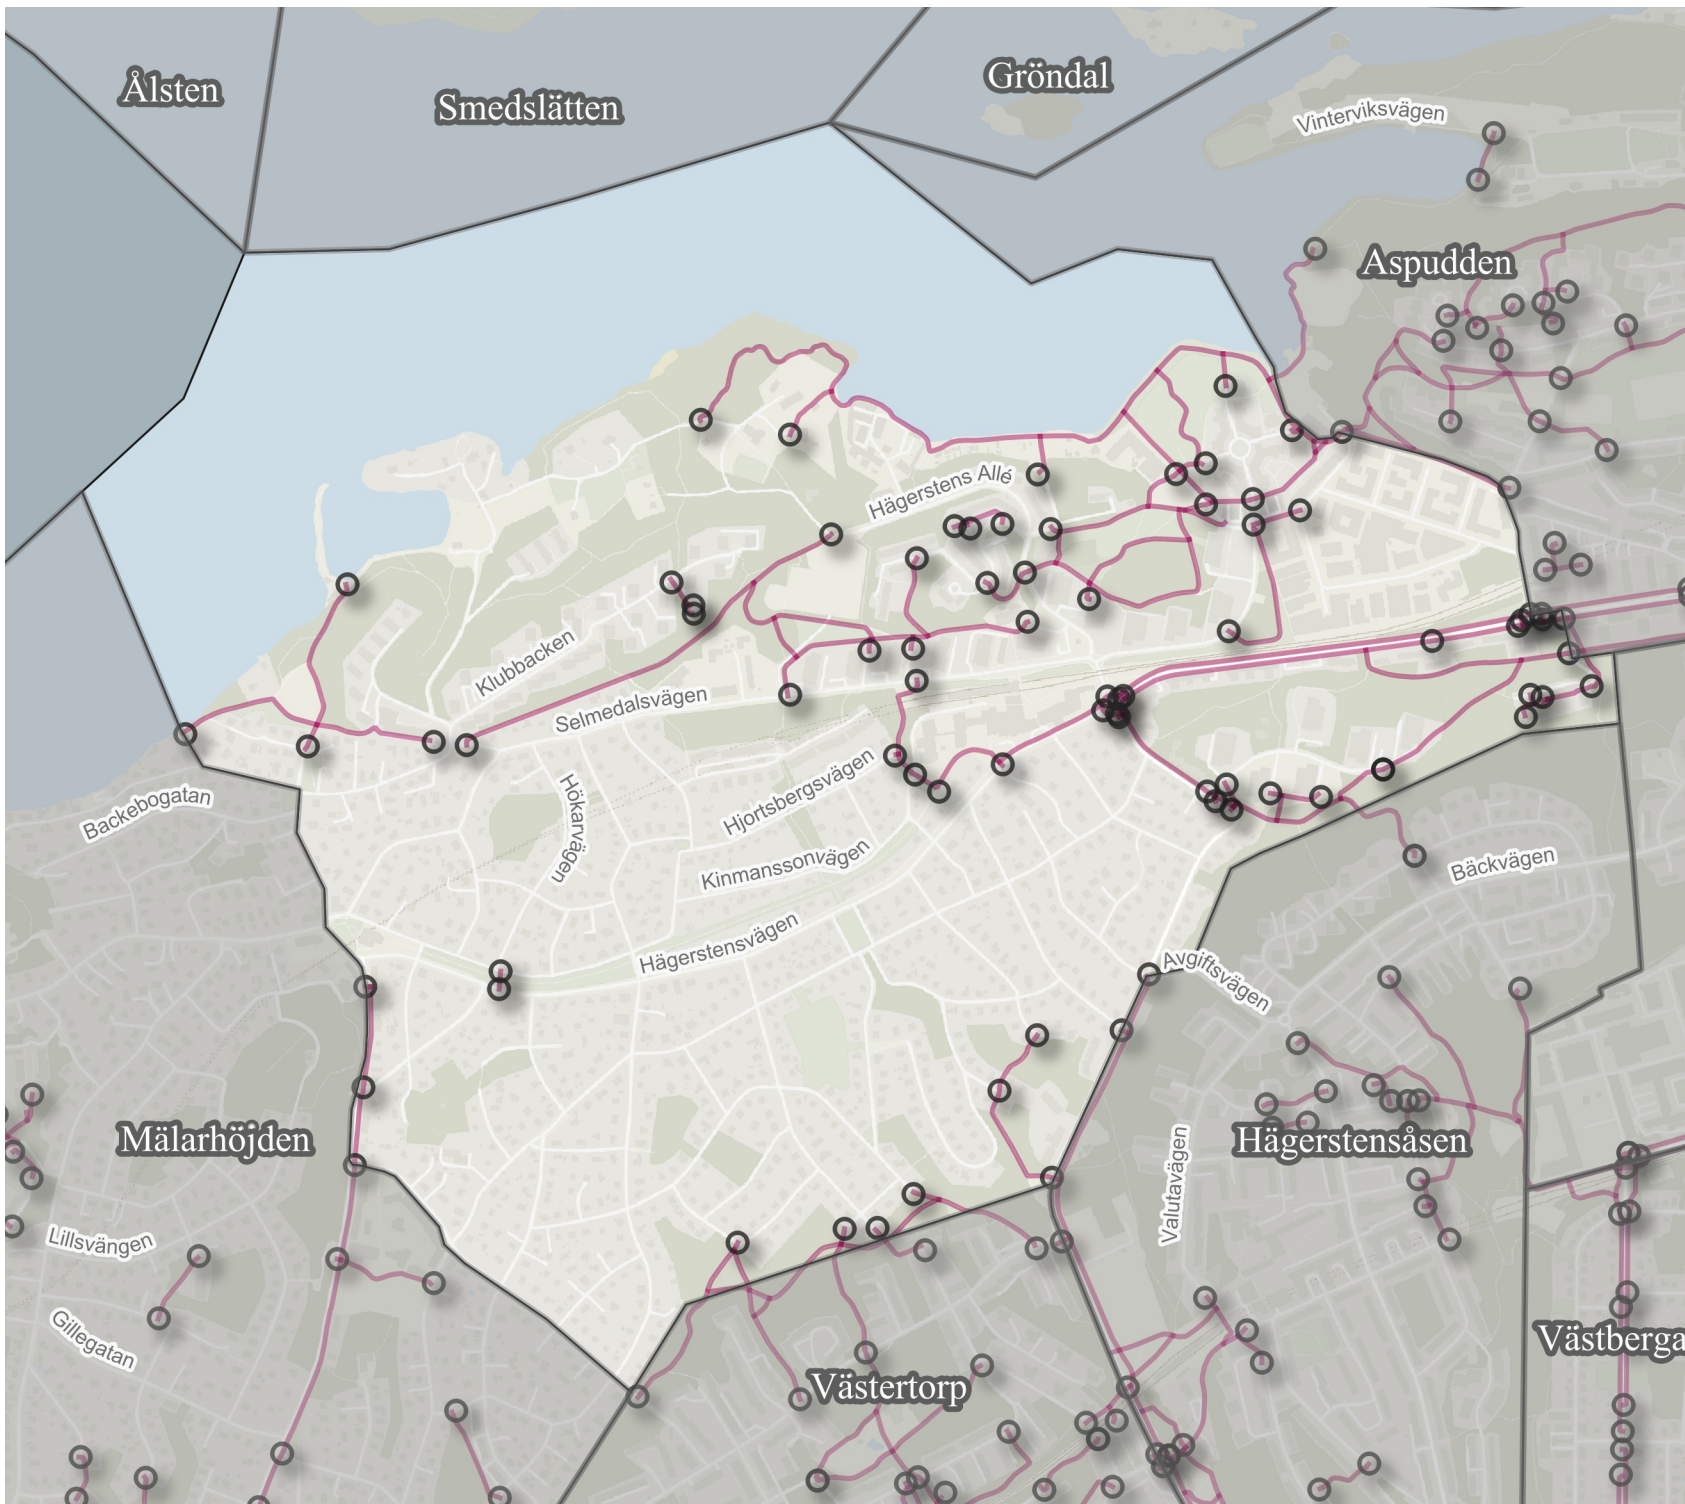 Ålsten
Smedslätten
Gröndal
Vinterviksvägen
Aspudden
Hägerstens Allé
Klubbacken
Selmedalsvägen
Backebogatan
Hökarvägen
Hjortsbergsvägen
Kinmanssonvägen
Bäckvägen
Hägerstensvägen
Avgiftsvägen
Mälarhöjden
Hägerstensåsen
Valutavägen
Lillsvängen
Gillegatan
Västertorp
Västberga